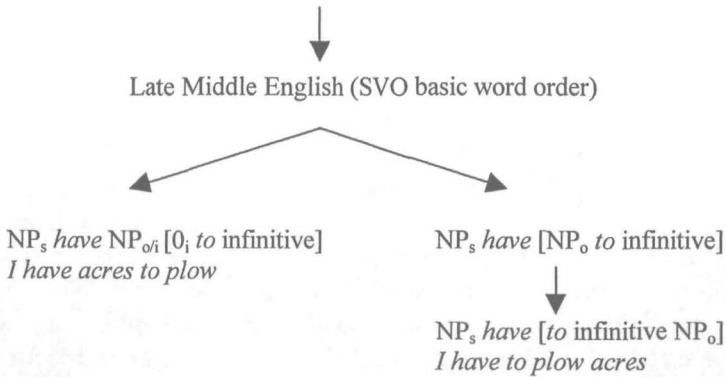 Late Middle English (SVO basic word order)
NPs have NPo/i [0i to infinitive]
I have acres to plow
NPs have [NPo to infinitive]
NPs have [to infinitive NPo]
I have to plow acres